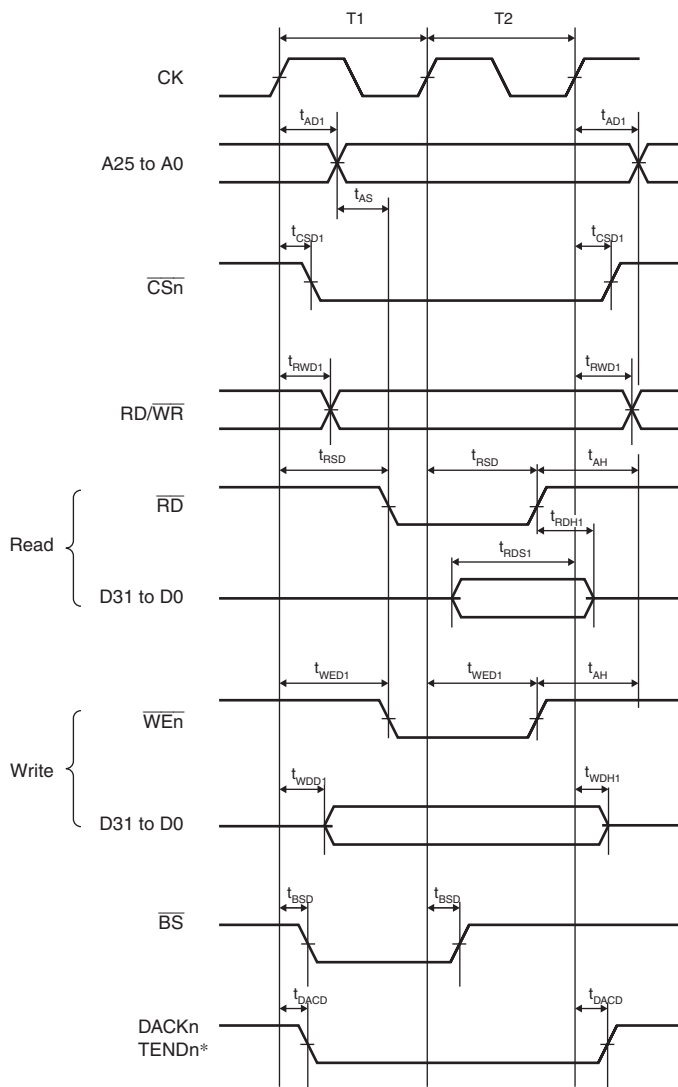 T1 T2
CK
tAD1 tAD1
A25 to A0
tAS
tCSD1 tCSD1
CSn
tRWD1 tRWD1
RD/WR
tRSD tRSD tAH
RD
tRDH1
Read
tRDS1
D31 to D0
tWED1 tWED1 tAH
WEn
Write
tWDD1 tWDH1
D31 to D0
tBSD tBSD
BS
tDACD tDACD
DACKn
TENDn*